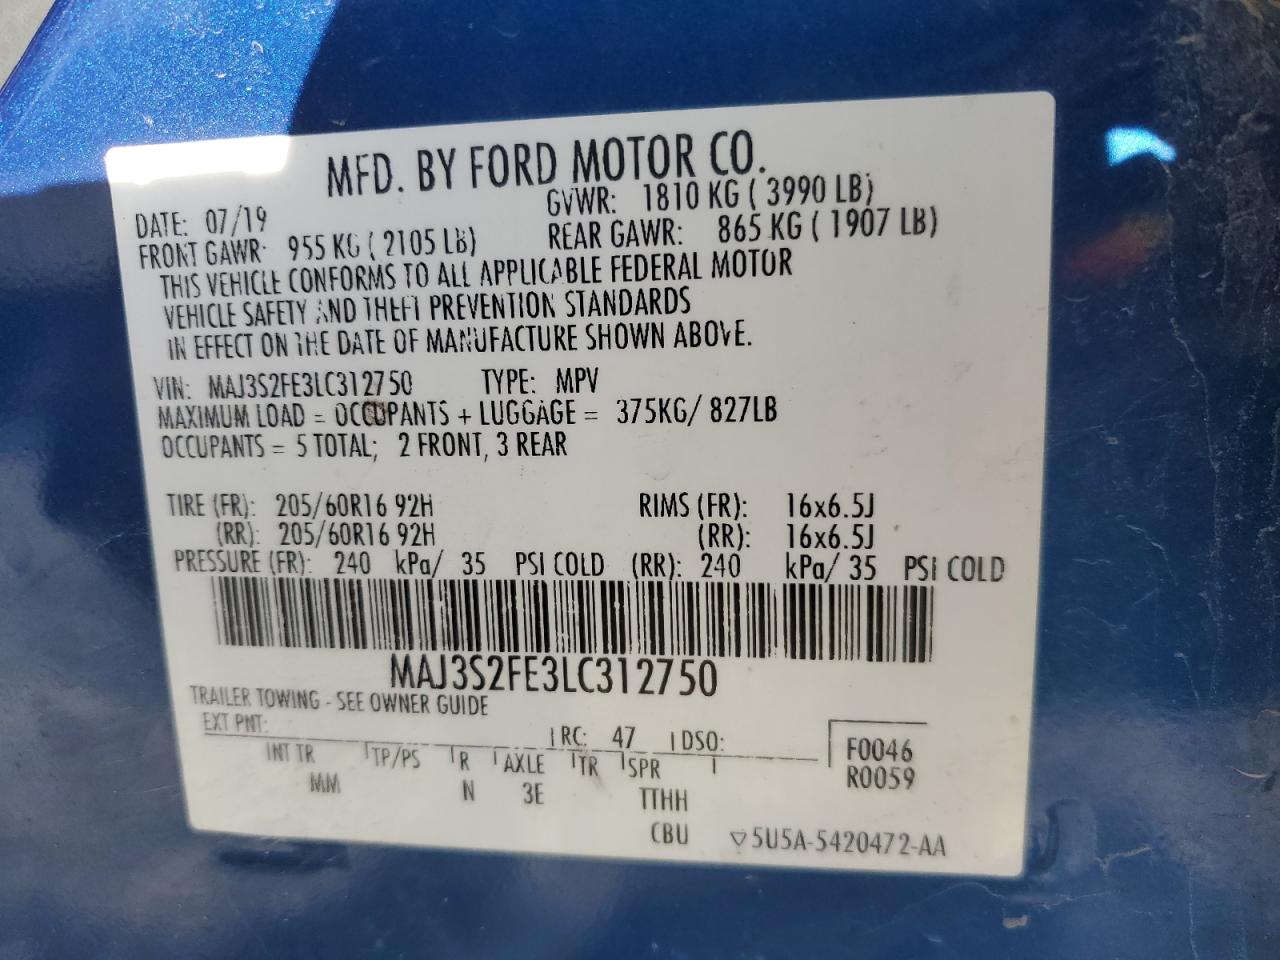 MFD. BY FORD MOTOR CO.
DATE: 07/19 GVWR: 1810 KG ( 3990 LB)
FRONT GAWR: 955 KG ( 2105 LB) REAR GAWR: 865 KG ( 1907 LB)
THIS VEHICLE CONFORMS TO ALL APPLICABLE FEDERAL MOTOR
VEHICLE SAFETY AND THEFT PREVENTION STANDARDS
IN EFFECT ON THE DATE OF MANUFACTURE SHOWN ABOVE.
VIN: MAJ3S2FE3LC312750 TYPE: MPV
MAXIMUM LOAD = OCCUPANTS + LUGGAGE = 375KG/ 827LB
OCCUPANTS = 5 TOTAL; 2 FRONT, 3 REAR
TIRE (FR): 205/60R16 92H RIMS (FR): 16x6.5J
(RR): 205/60R16 92H (RR): 16x6.5J
PRESSURE (FR): 240 kPa/ 35 PSI COLD (RR): 240 kPa/ 35 PSI COLD
MAJ3S2FE3LC312750
TRAILER TOWING - SEE OWNER GUIDE
EXT PNT: RC: 47 DSO:
INT TR TP/PS R AXLE TR SPR F0046
MM N 3E TTHH R0059
CBU ▽5U5A-5420472-AA